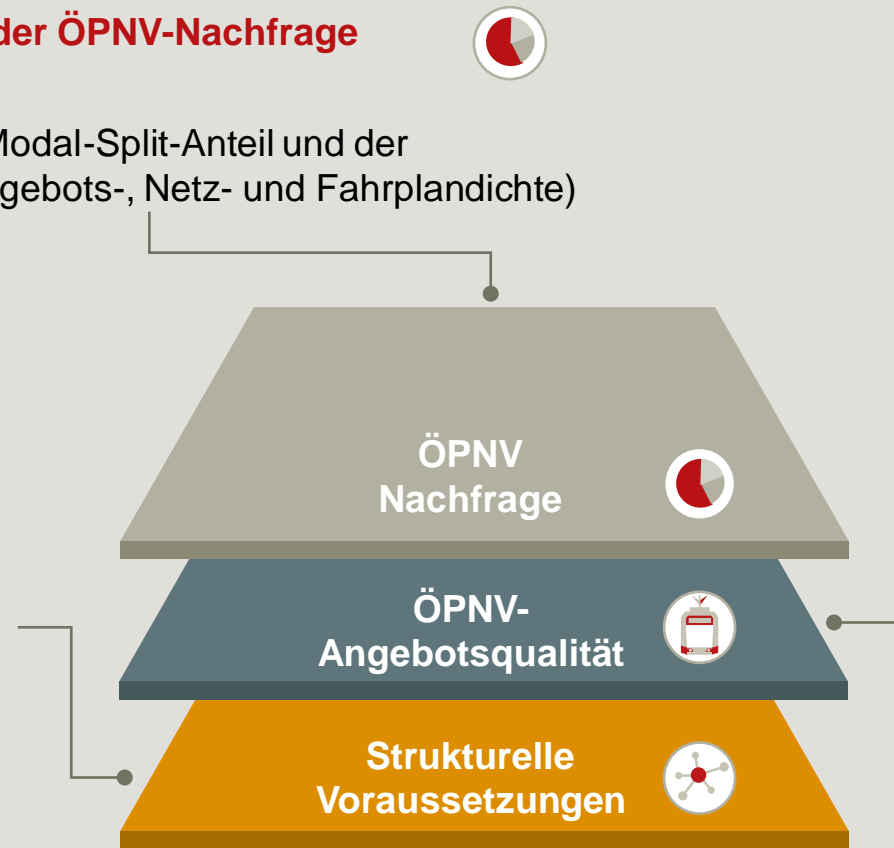 der ÖPNV-Nachfrage
Modal-Split-Anteil und der
gebots-, Netz- und Fahrplandichte)
ÖPNV
Nachfrage
ÖPNV-
Angebotsqualität
Strukturelle
Voraussetzungen